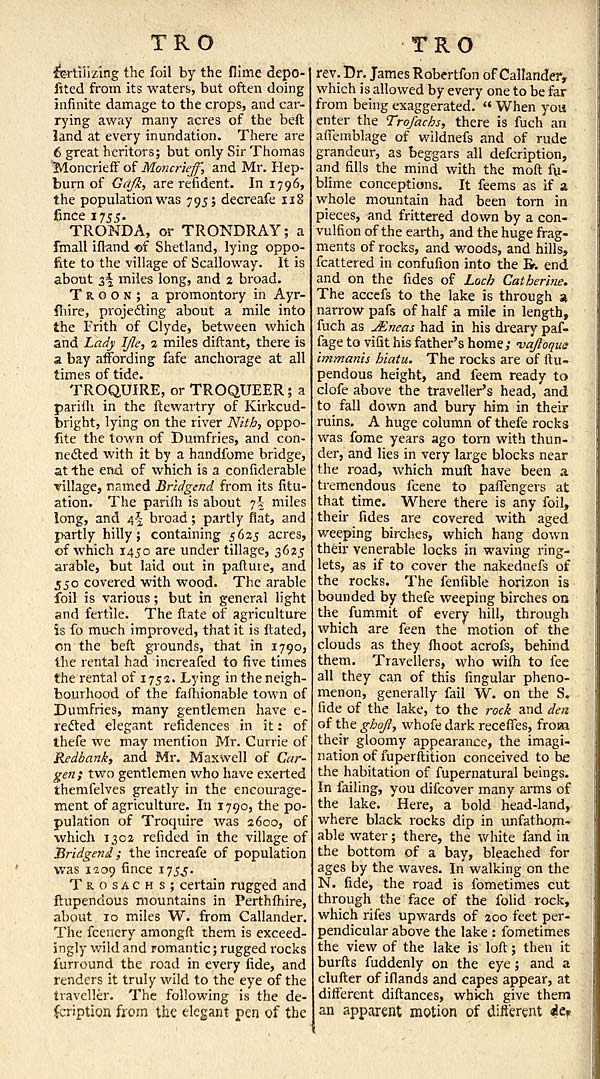 TRO
fertilizing the ſoil by the ſlime depo-
ſited from its waters, but often doing
infinite damage to the crops, and car-
rying away many acres of the beſt
land at every inundation. There are
6 great heritors; but only Sir Thomas
Moncrieff of Moncrieff, and Mr. Hep-
burn of Gaſk, are reſident. In 1796,
the population was 795; decreaſe 118
ſince 1755.
TRONDA, or TRONDRAY; a
ſmall iſland of Shetland, lying oppo-
ſite to the village of Scalloway. It is
about 3½ miles long, and 2 broad.
TROON; a promontory in Ayr-
ſhire, projecting about a mile into
the Frith of Clyde, between which
and Lady Iſle, 2 miles diſtant, there is
a bay affording ſafe anchorage at all
times of tide.
TROQUIRE, or TROQUEER; a
pariſh in the ſtewartry of Kirkcud-
bright, lying on the river Nith, oppo-
ſite the town of Dumfries, and con-
nected with it by a handſome bridge,
at the end of which is a conſiderable
village, named Bridgend from its ſitu-
ation. The pariſh is about 7½ miles
long, and 4½ broad; partly flat, and
partly hilly; containing 5625 acres,
of which 1450 are under tillage, 3625
arable, but laid out in paſture, and
550 covered with wood. The arable
ſoil is various; but in general light
and fertile. The ſtate of agriculture
is ſo much improved, that it is ſtated,
on the beſt grounds, that in 1790,
the rental had increaſed to five times
the rental of 1752. Lying in the neigh-
bourhood of the faſhionable town of
Dumfries, many gentlemen have e-
rected elegant reſidences in it: of
theſe we may mention Mr. Currie of
Redbank, and Mr. Maxwell of Car-
gen; two gentlemen who have exerted
themſelves greatly in the encourage-
ment of agriculture. In 1790, the po-
pulation of Troquire was 2600, of
which 1302 reſided in the village of
Bridgend; the increaſe of population
was 1209 ſince 1755.
TROSACHS; certain rugged and
ſtupendous mountains in Perthſhire,
about 10 miles W. from Callander.
The ſcenery amongſt them is exceed-
ingly wild and romantic; rugged rocks
ſurround the road in every ſide, and
renders it truly wild to the eye of the
traveller. The following is the de-
ſcription from the elegant pen of the
TRO
rev. Dr. James Robertſon of Callander,
which is allowed by every one to be far
from being exaggerated. "When you
enter the Troſachs, there is ſuch an
aſſemblage of wildneſs and of rude
grandeur, as beggars all deſcription,
and fills the mind with the moſt ſu-
blime conceptions. It ſeems as if a
whole mountain had been torn in
pieces, and frittered down by a con-
vulſion of the earth, and the huge frag-
ments of rocks, and woods, and hills,
ſcattered in confuſion into the E. end
and on the ſides of Loch Catherine.
The acceſs to the lake is through a
narrow paſs of half a mile in length,
ſuch as Æneas had in his dreary paſ-
ſage to viſit his father's home; vaſtoque
immanis hiatu. The rocks are of ſtu-
pendous height, and ſeem ready to
cloſe above the traveller's head, and
to fall down and bury him in their
ruins. A huge column of theſe rocks
was ſome years ago torn with thun-
der, and lies in very large blocks near
the road, which muſt have been a
tremendous ſcene to paſſengers at
that time. Where there is any ſoil,
their ſides are covered with aged
weeping birches, which hang down
their venerable locks in waving ring-
lets, as if to cover the nakedneſs of
the rocks. The ſenſible horizon is
bounded by theſe weeping birches on
the ſummit of every hill, through
which are ſeen the motion of the
clouds as they ſhoot acroſs, behind
them. Travellers, who wiſh to ſee
all they can of this ſingular pheno-
menon, generally ſail W. on the S.
ſide of the lake, to the rock and den
of the ghoſt, whoſe dark receſſes, from
their gloomy appearance, the imagi-
nation of ſuperſtition conceived to be
the habitation of ſupernatural beings.
In ſailing, you diſcover many arms of
the lake. Here, a bold head-land,
where black rocks dip in unfathom-
able water; there, the white ſand in
the bottom of a bay, bleached for
ages by the waves. In walking on the
N. ſide, the road is ſometimes cut
through the face of the ſolid rock,
which riſes upwards of 200 feet per-
pendicular above the lake: ſometimes
the view of the lake is loſt; then it
burſts ſuddenly on the eye; and a
cluſter of iſlands and capes appear, at
different diſtances, which give them
an apparent motion of different de-